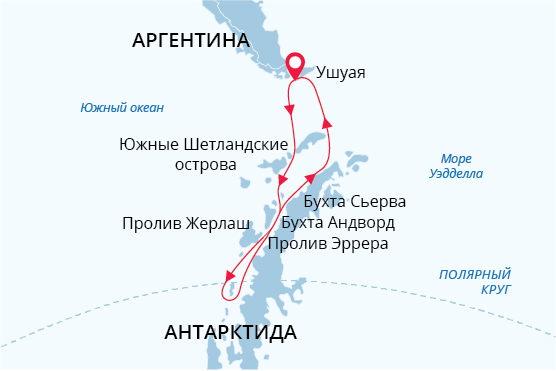 АРГЕНТИНА
Ушуая
Южный океан
Южные Шетландские
острова
Море
Уэдделла
Бухта Сьерва
Пролив Жерлаш
Бухта Андворд
Пролив Эррера
ПОЛЯРНЫЙ
КРУГ
АНТАРКТИДА